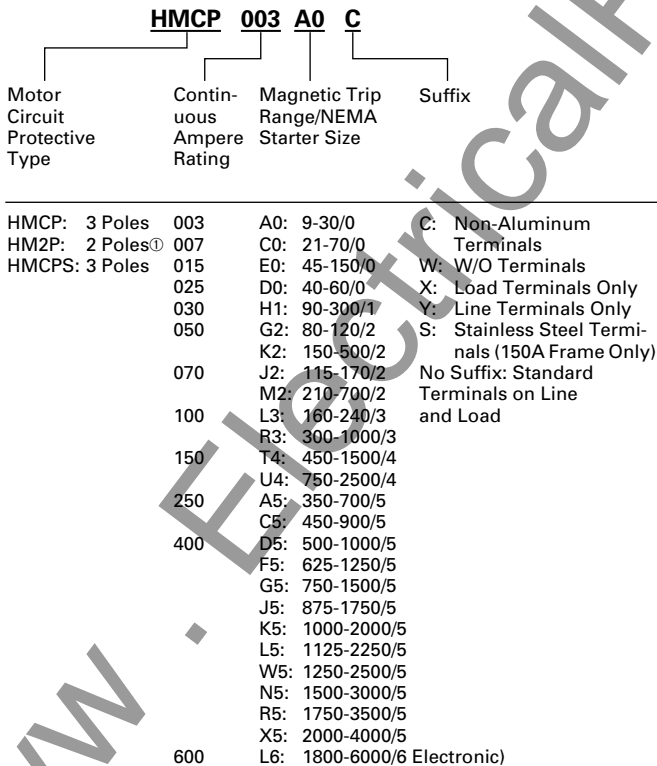 HMCP 003 A0 C
Motor Circuit Protective Type
Contin-uous Ampere Rating
Magnetic Trip Range/NEMA Starter Size
Suffix
HMCP: 3 Poles 003 A0: 9-30/0 C: Non-Aluminum
HM2P: 2 Poles① 007 C0: 21-70/0 Terminals
HMCPS: 3 Poles 015 E0: 45-150/0 W: W/O Terminals
025 D0: 40-60/0 X: Load Terminals Only
030 H1: 90-300/1 Y: Line Terminals Only
050 G2: 80-120/2 S: Stainless Steel Termi-
K2: 150-500/2 nals (150A Frame Only)
070 J2: 115-170/2 No Suffix: Standard
M2: 210-700/2 Terminals on Line
100 L3: 160-240/3 and Load
R3: 300-1000/3
150 T4: 450-1500/4
U4: 750-2500/4
250 A5: 350-700/5
C5: 450-900/5
400 D5: 500-1000/5
F5: 625-1250/5
G5: 750-1500/5
J5: 875-1750/5
K5: 1000-2000/5
L5: 1125-2250/5
W5: 1250-2500/5
N5: 1500-3000/5
R5: 1750-3500/5
X5: 2000-4000/5
600 L6: 1800-6000/6 Electronic)
w . Electrical